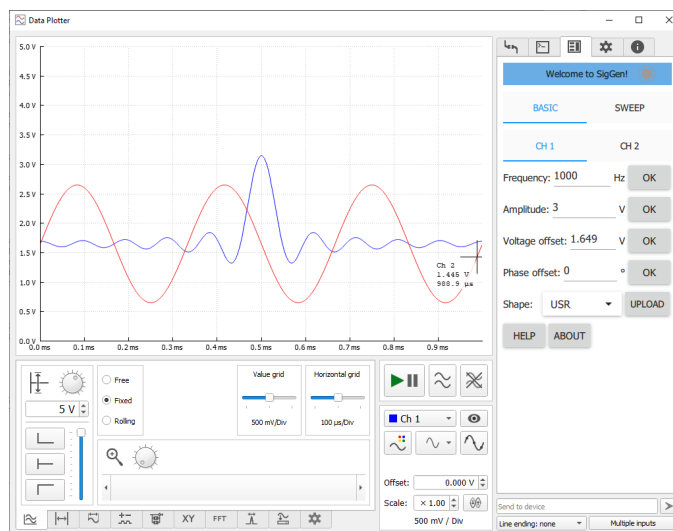 Data Plotter
5.0 V
4.5 V
4.0 V
3.5 V
3.0 V
2.5 V
2.0 V
1.5 V
1.0 V
0.5 V
0.0 V
0.0 ms 0.1 ms 0.2 ms 0.3 ms 0.4 ms 0.5 ms 0.6 ms 0.7 ms 0.8 ms 0.9 ms
Ch 2
1.445 V
988.9 µs
5 V
Free
Fixed
Rolling
Value grid
500 mV/Div
Horizontal grid
100 µs/Div
XY
FFT
Ch 1
Offset: 0.000 V
Scale: × 1.00
500 mV / Div
Welcome to SigGen!
BASIC SWEEP
CH 1 CH 2
Frequency: 1000 Hz OK
Amplitude: 3 V OK
Voltage offset: 1.649 V OK
Phase offset: 0 ° OK
Shape: USR UPLOAD
HELP ABOUT
Send to device
Line ending: none Multiple inputs